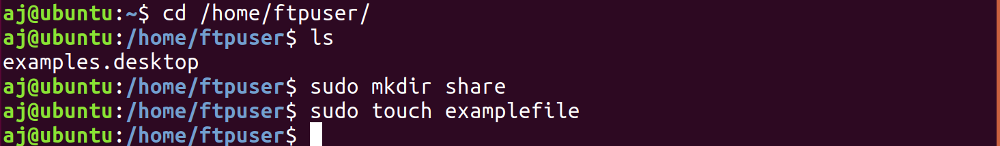 aj@ubuntu:~$ cd /home/ftpuser/
aj@ubuntu:/home/ftpuser$ ls
examples.desktop
aj@ubuntu:/home/ftpuser$ sudo mkdir share
aj@ubuntu:/home/ftpuser$ sudo touch examplefile
aj@ubuntu:/home/ftpuser$